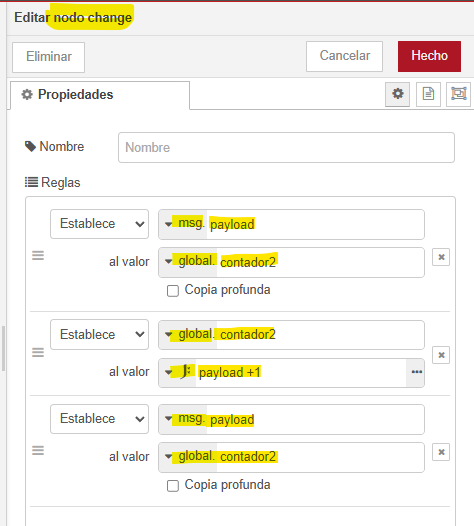 Editar nodo change
Eliminar
Cancelar
Hecho
Propiedades
Nombre
Nombre
Reglas
Establece
msg. payload
al valor
global. contador2
Copia profunda
Establece
global. contador2
al valor
J: payload +1
Establece
msg. payload
al valor
global. contador2
Copia profunda